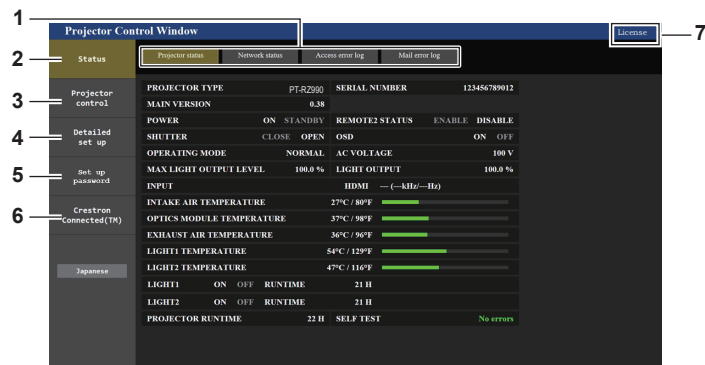 1
Projector Control Window License 7
2 Status Projector status Network status Access error log Mail error log
PROJECTOR TYPE PT-RZ990 SERIAL NUMBER 123456789012
3 Projector control
MAIN VERSION 0.38
POWER ON STANDBY REMOTE2 STATUS ENABLE DISABLE
4 Detailed set up
SHUTTER CLOSE OPEN OSD ON OFF
OPERATING MODE NORMAL AC VOLTAGE 100 V
5 Set up password
MAX LIGHT OUTPUT LEVEL 100.0 % LIGHT OUTPUT 100.0 %
INPUT HDMI --- (---kHz/---Hz)
INTAKE AIR TEMPERATURE 27°C / 80°F
6 Crestron Connected(TM)
OPTICS MODULE TEMPERATURE 37°C / 98°F
EXHAUST AIR TEMPERATURE 36°C / 96°F
LIGHT1 TEMPERATURE 54°C / 129°F
Japanese
LIGHT2 TEMPERATURE 47°C / 116°F
LIGHT1 ON OFF RUNTIME 21 H
LIGHT2 ON OFF RUNTIME 21 H
PROJECTOR RUNTIME 22 H SELF TEST No errors